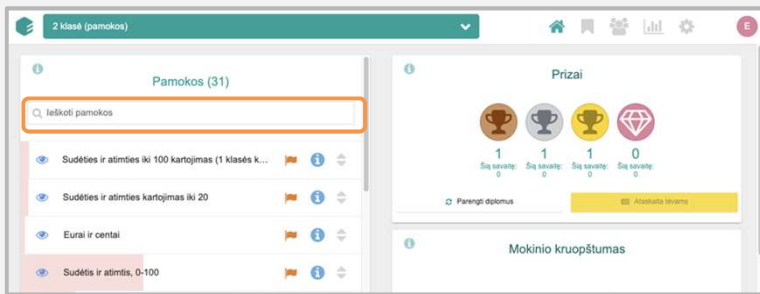 2 klasė (pamokos)
E
Pamokos (31)
Ieškoti pamokos
Sudėties ir atimties iki 100 kartojimas (1 klasės k...
Sudėties ir atimties kartojimas iki 20
Eurai ir centai
Sudėtis ir atimtis, 0-100
Prizai
1 1 1 0
Šią savaitę: Šią savaitę: Šią savaitę: Šią savaitę:
0 0 0 0
Parengti diplomus
Ataskaita tėvams
Mokinio kruopštumas